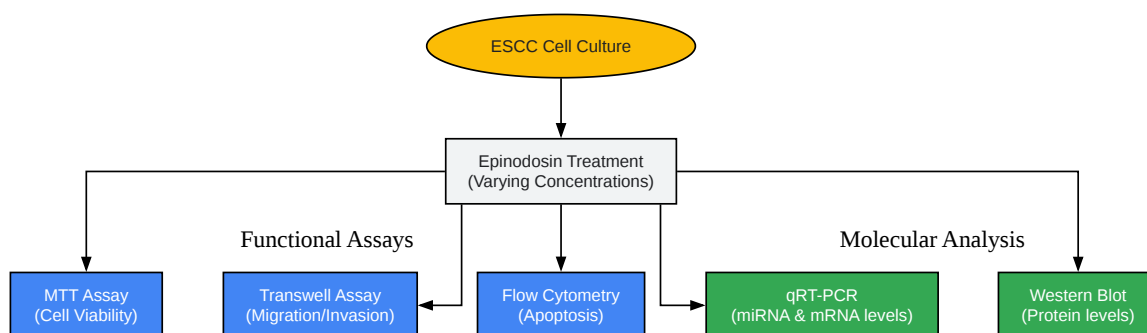 ESCC Cell Culture
Epinodosin Treatment
(Varying Concentrations)
Functional Assays
Molecular Analysis
MTT Assay
(Cell Viability)
Transwell Assay
(Migration/Invasion)
Flow Cytometry
(Apoptosis)
qRT-PCR
(miRNA & mRNA levels)
Western Blot
(Protein levels)